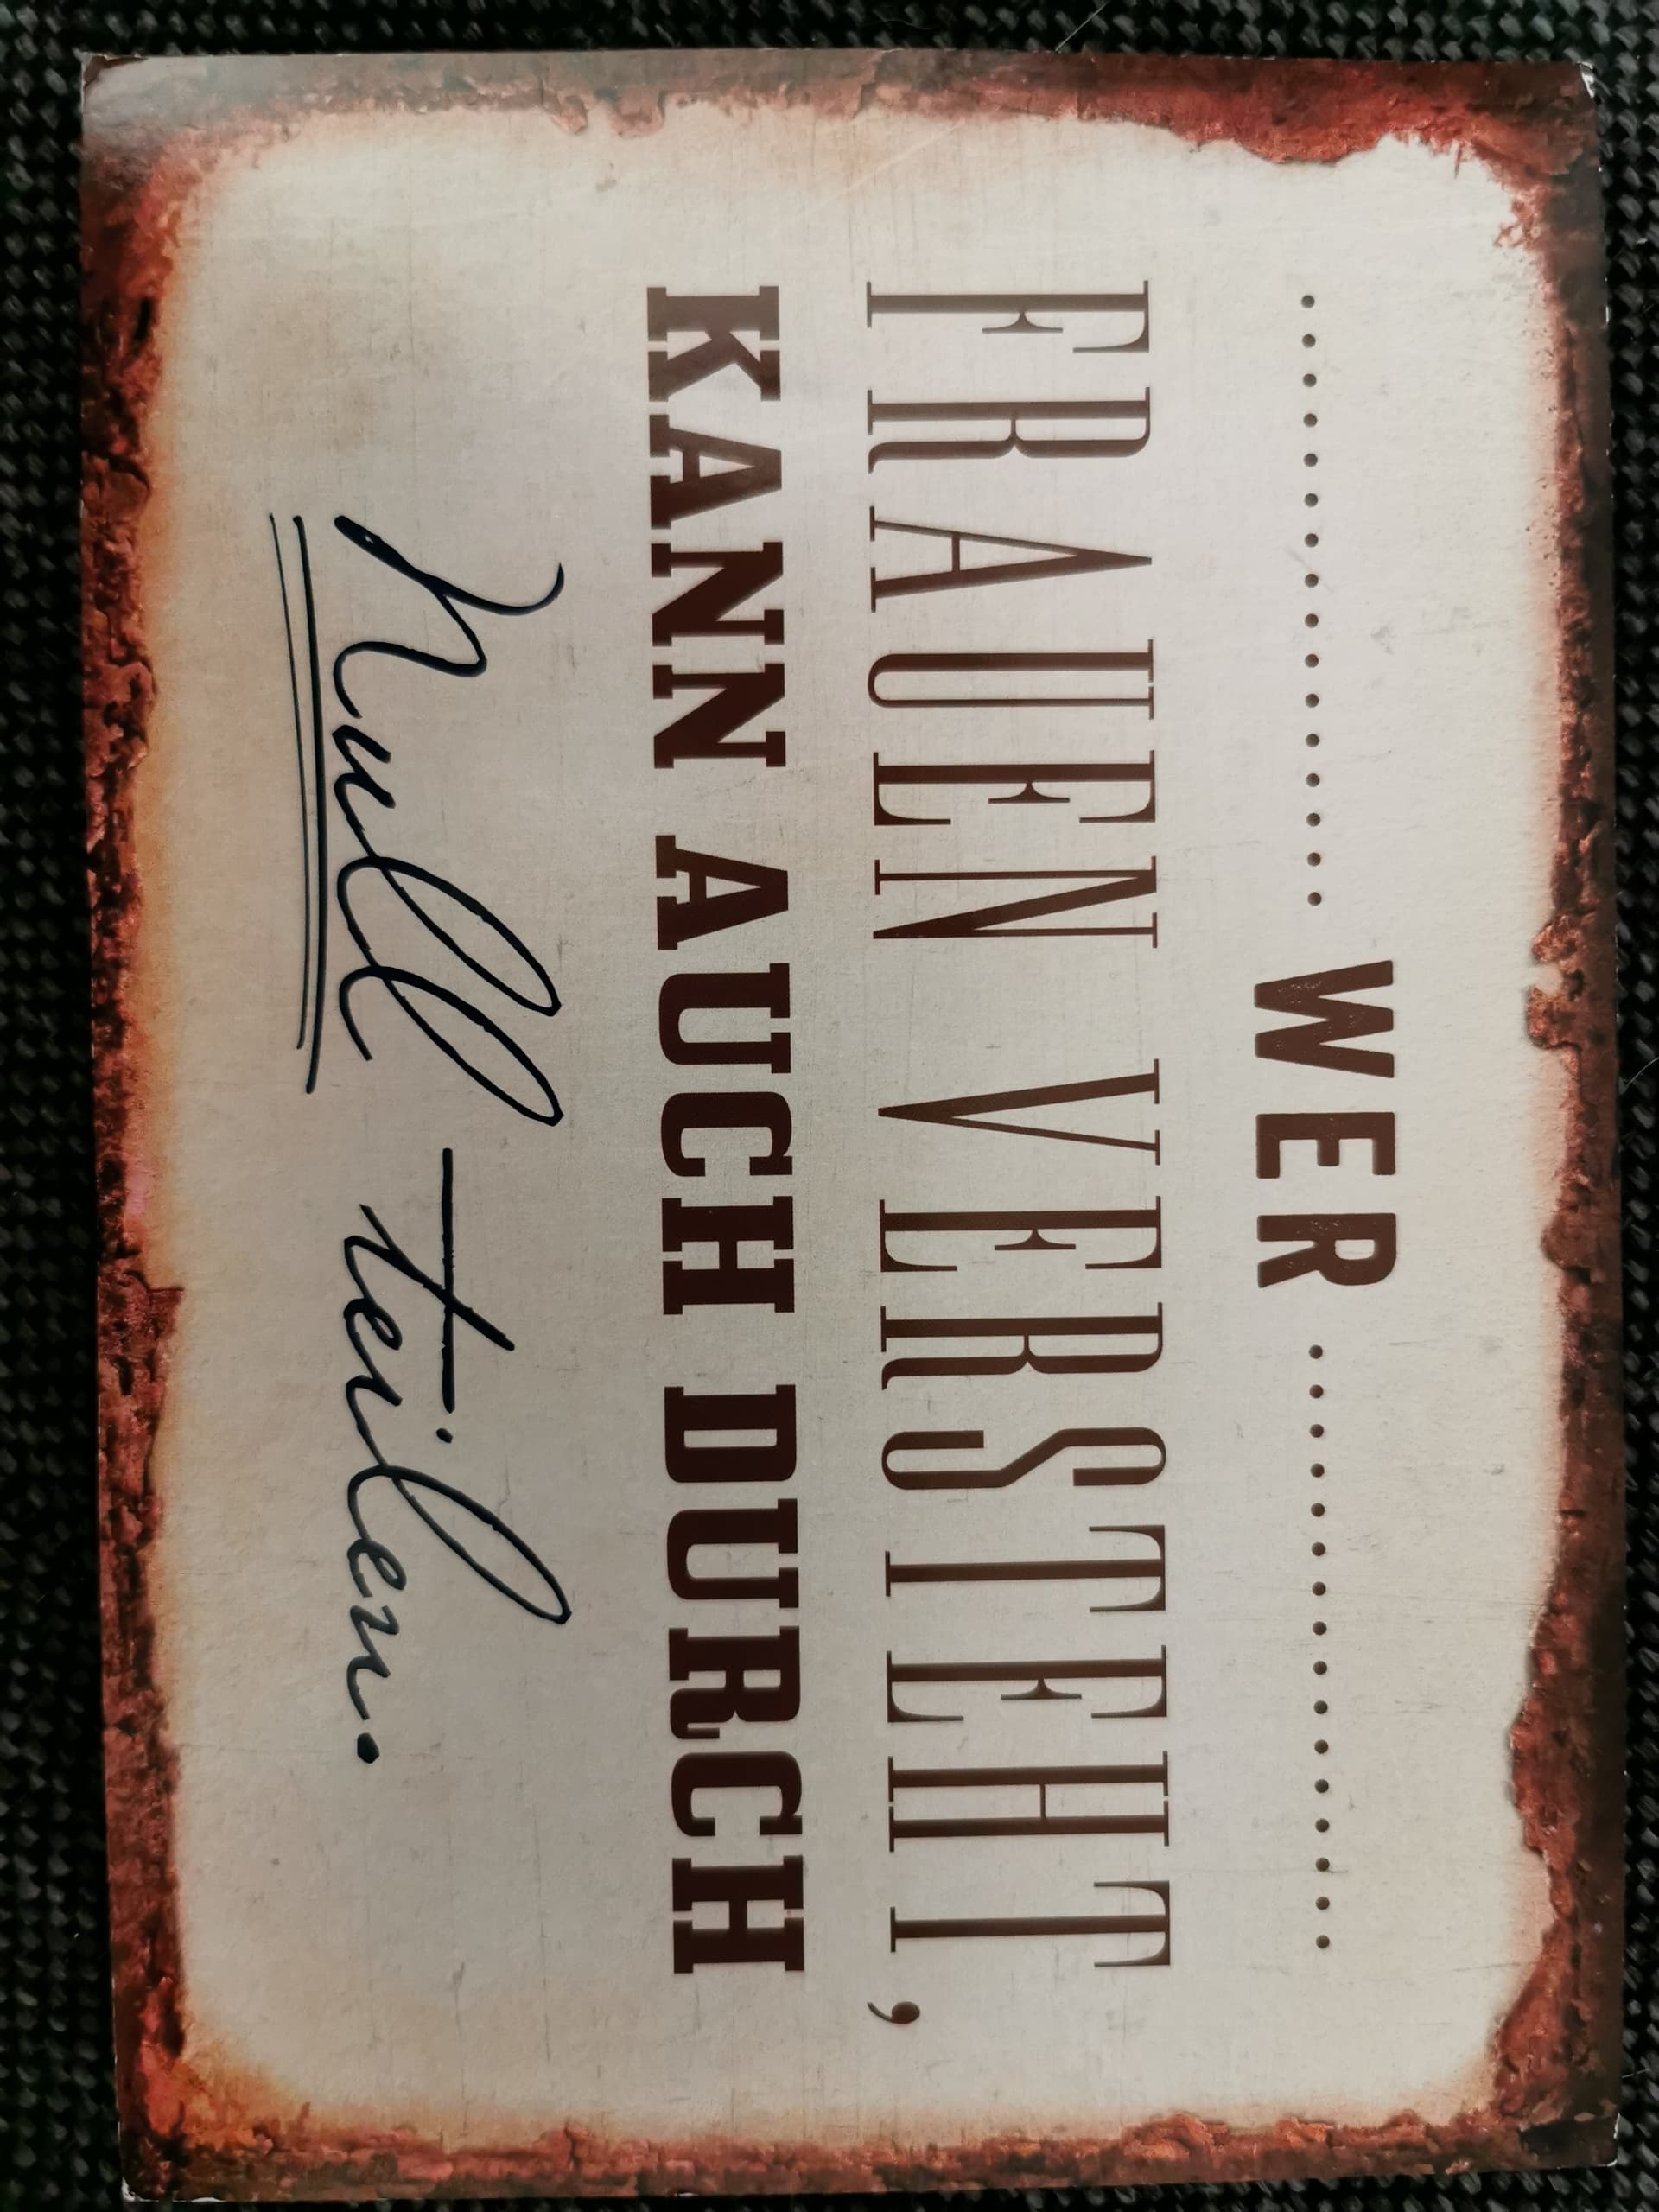 WER
FRAUEN VERSTEHT,
KANN AUCH DURCH
Null teilen.